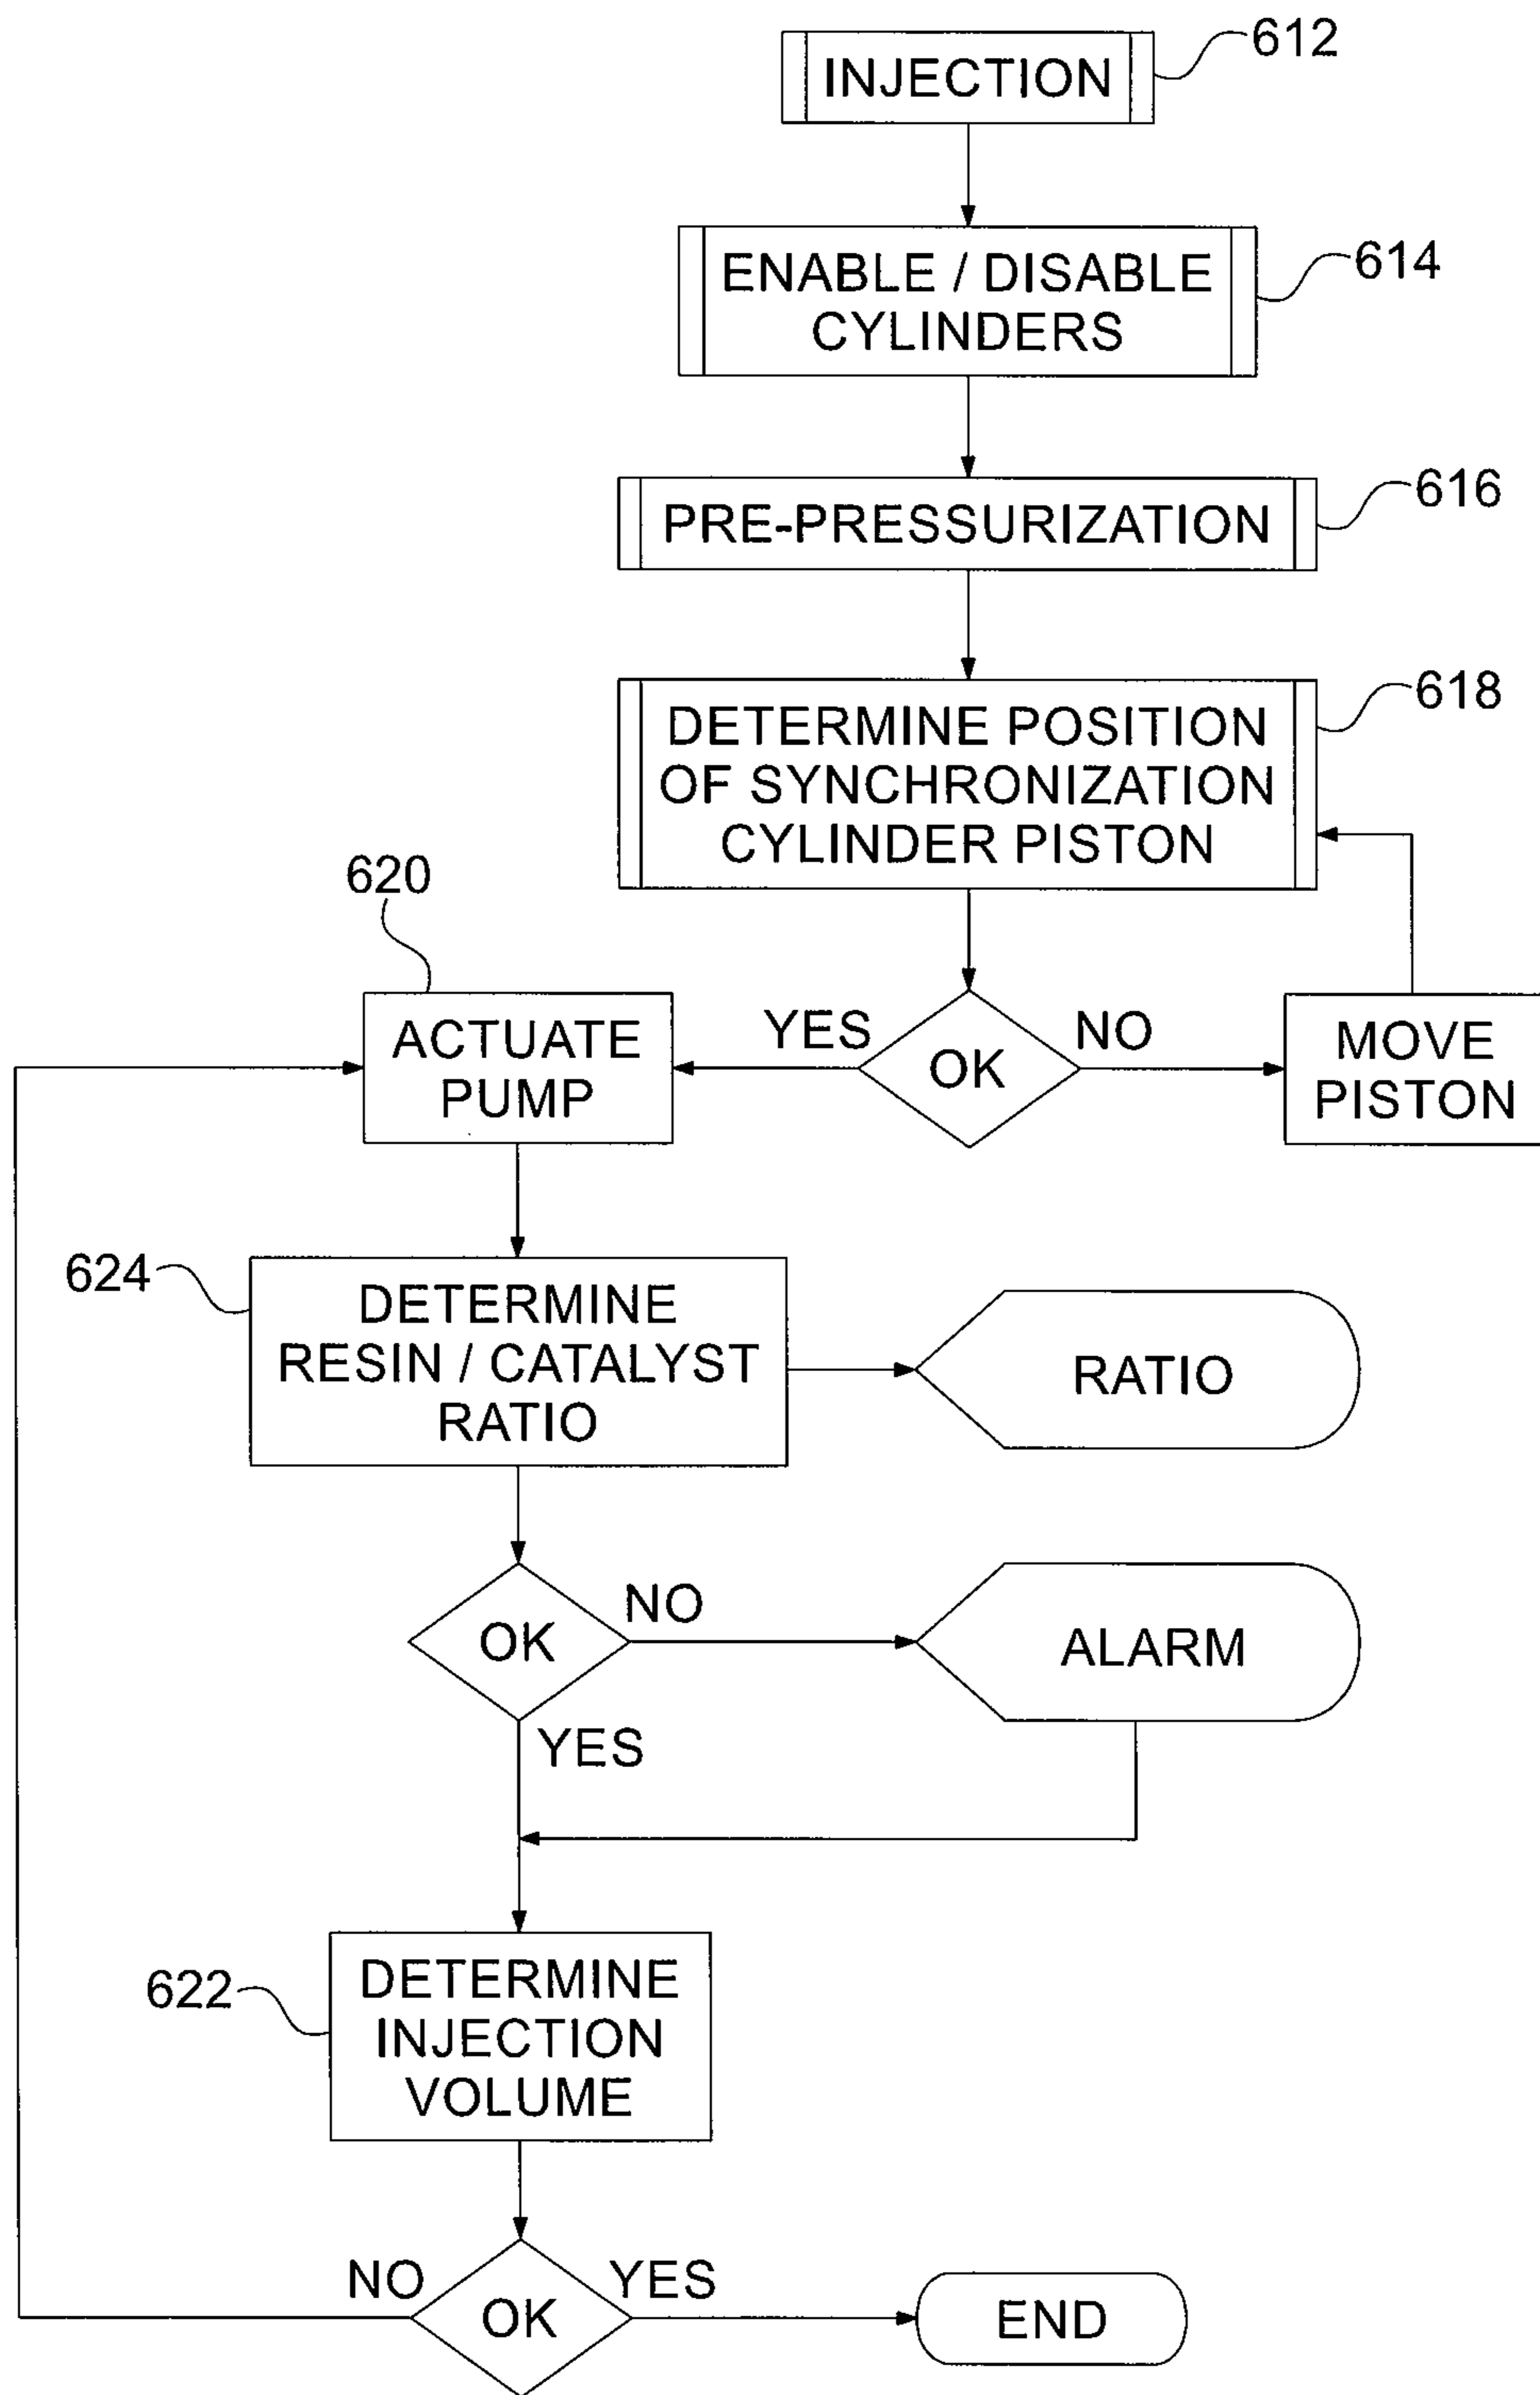 INJECTION
612
ENABLE / DISABLE
CYLINDERS
614
PRE-PRESSURIZATION
616
DETERMINE POSITION
OF SYNCHRONIZATION
CYLINDER PISTON
618
620
ACTUATE
PUMP
YES
OK
NO
MOVE
PISTON
624
DETERMINE
RESIN / CATALYST
RATIO
RATIO
OK
NO
ALARM
YES
622
DETERMINE
INJECTION
VOLUME
NO
OK
YES
END